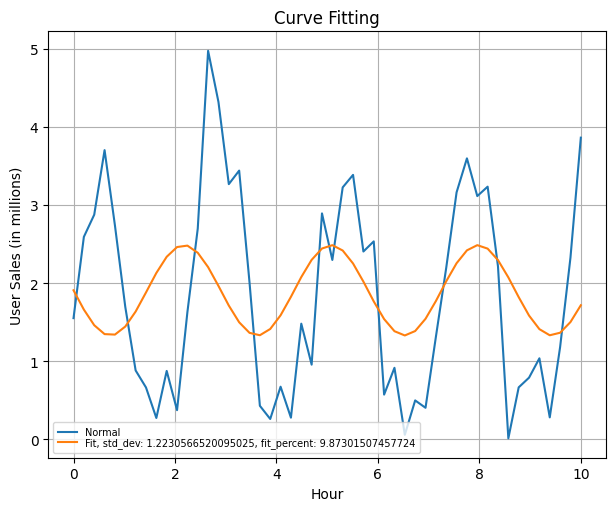 Curve Fitting
User Sales (in millions)
5
4
3
2
1
0
Normal
Fit, std_dev: 1.2230566520095025, fit_percent: 9.87301507457724
0 2 4 6 8 10
Hour